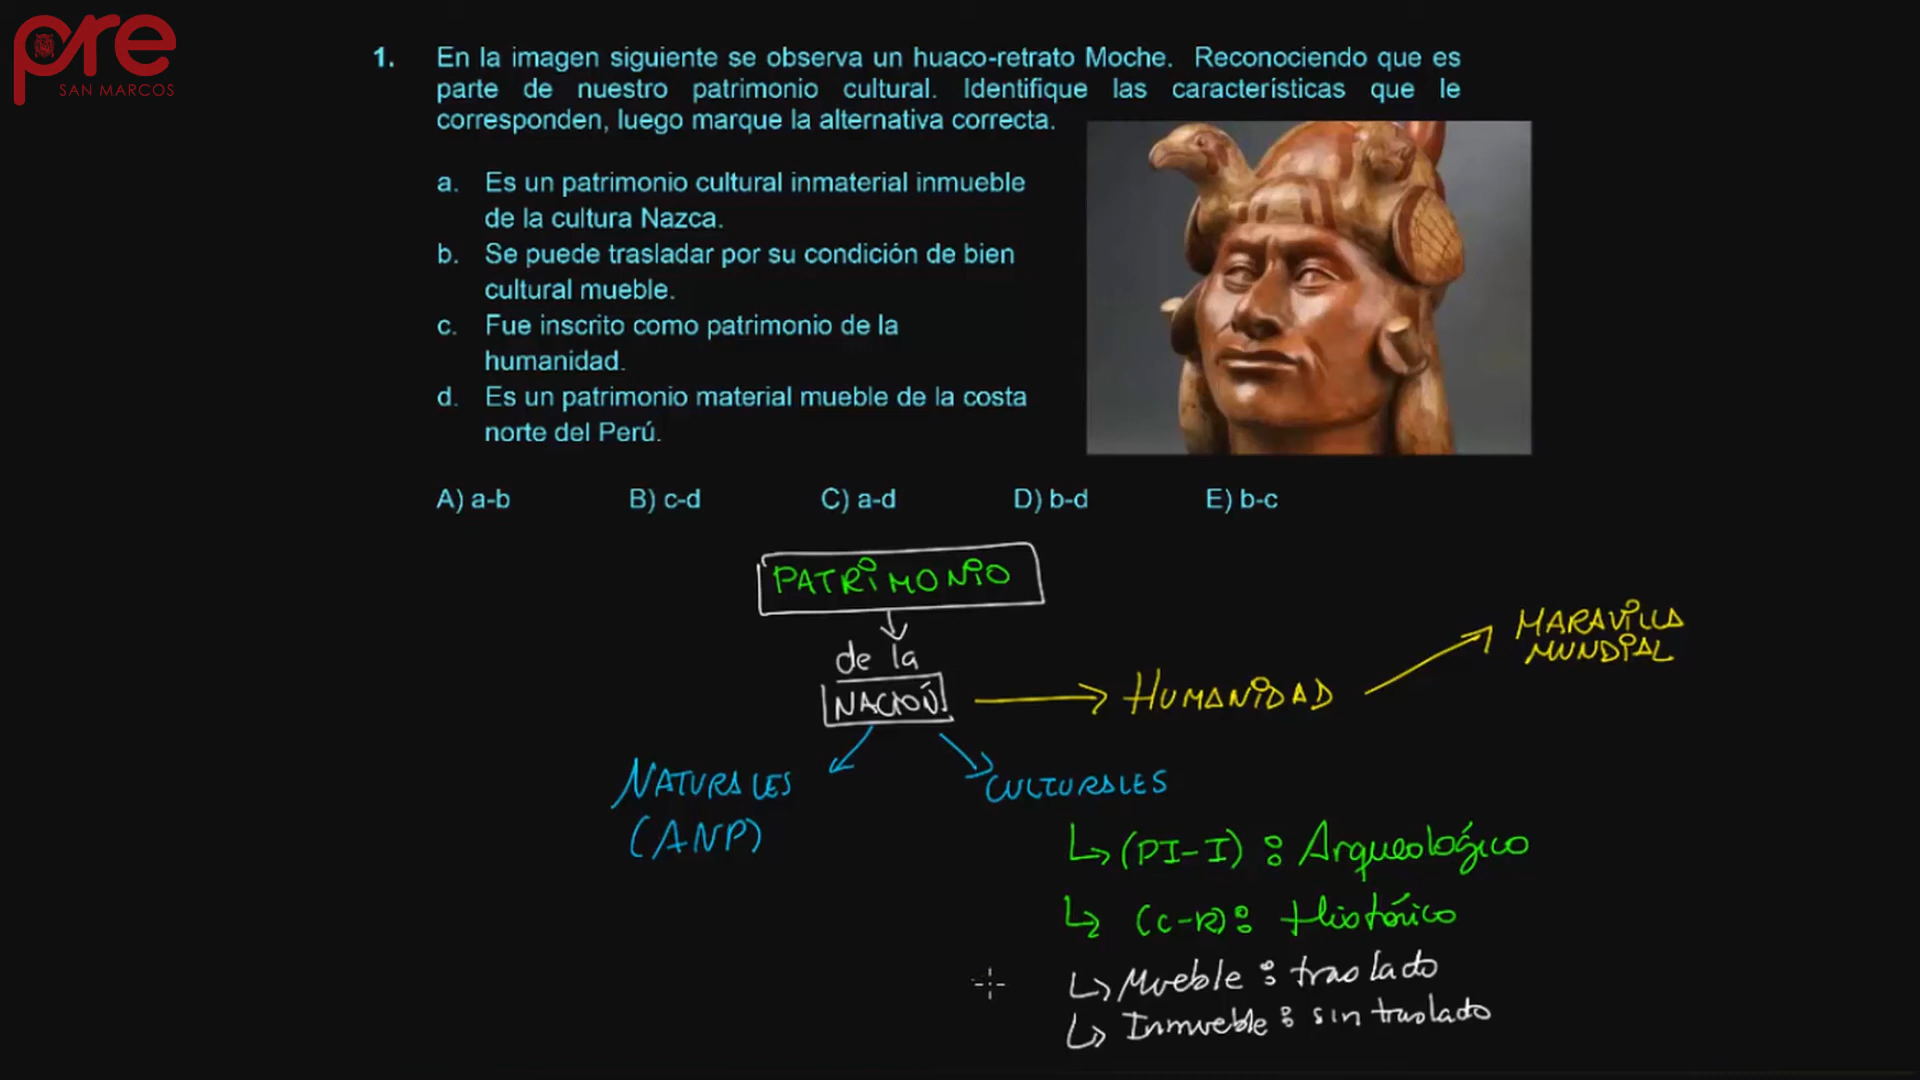 pre
SAN MARCOS
1. En la imagen siguiente se observa un huaco-retrato Moche. Reconociendo que es
parte de nuestro patrimonio cultural. Identifique las características que le
corresponden, luego marque la alternativa correcta.
a. Es un patrimonio cultural inmaterial inmueble
de la cultura Nazca.
b. Se puede trasladar por su condición de bien
cultural mueble.
c. Fue inscrito como patrimonio de la
humanidad.
d. Es un patrimonio material mueble de la costa
norte del Perú.
A) a-b B) c-d C) a-d D) b-d E) b-c
PATRIMONIO
de la
NACIÓN
HUMANIDAD
MARAVILLA
MUNDIAL
NATURALES
(ANP)
CULTURALES
(PI-I) : Arqueológico
(C-R) : Histórico
Mueble : traslado
Inmueble : sin traslado